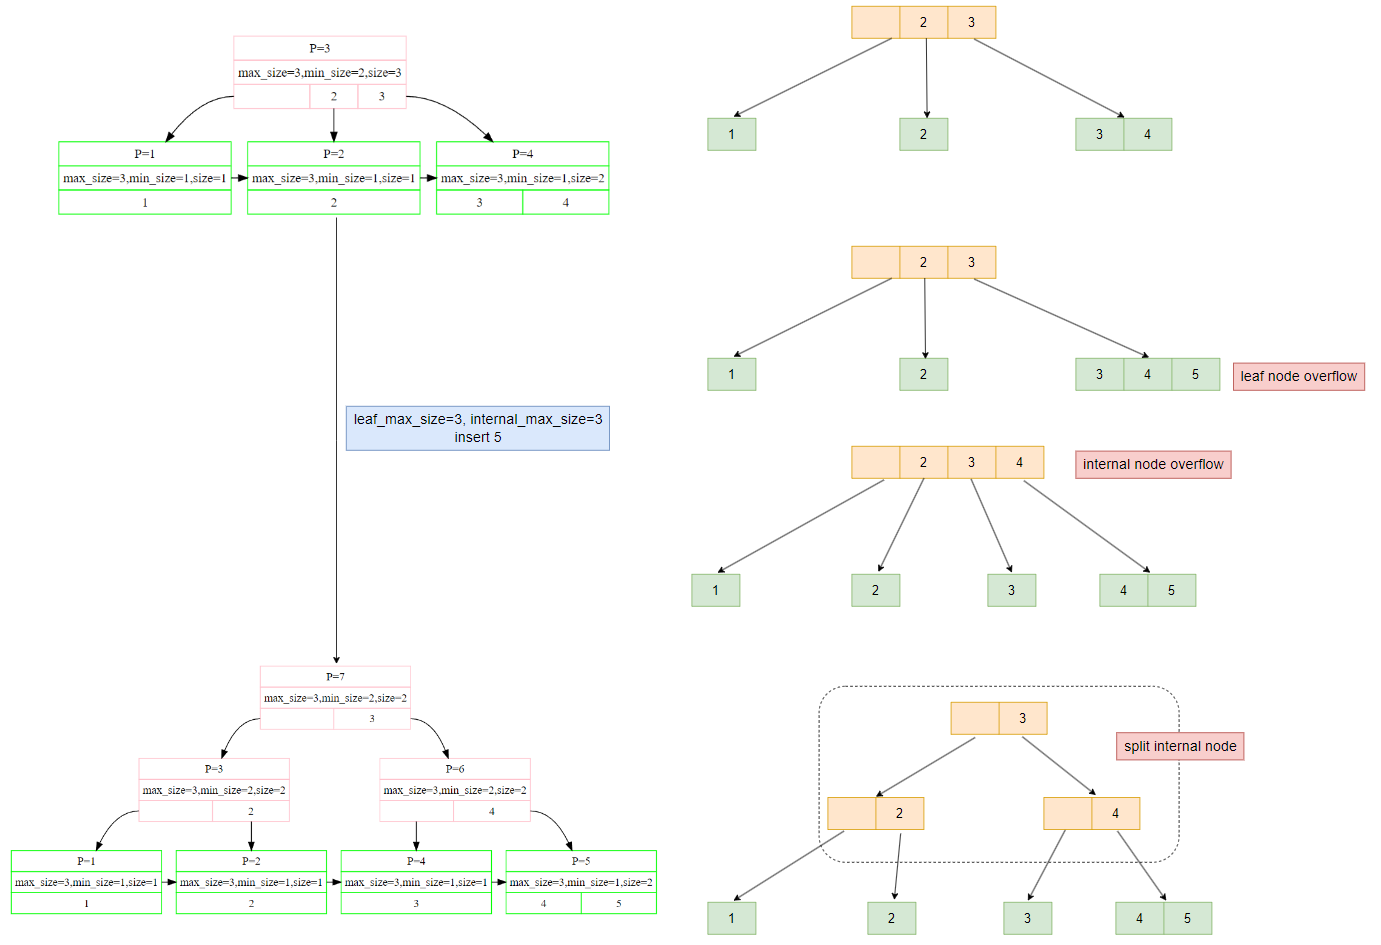 P=3
max_size=3,min_size=2,size=3
2 3
P=1 P=2 P=4
max_size=3,min_size=1,size=1 max_size=3,min_size=1,size=1 max_size=3,min_size=1,size=2
1 2 3 4
leaf_max_size=3, internal_max_size=3
insert 5
P=7
max_size=3,min_size=2,size=2
3
P=3 P=6
max_size=3,min_size=2,size=2 max_size=3,min_size=2,size=2
2 4
P=1 P=2 P=4 P=5
max_size=3,min_size=1,size=1 max_size=3,min_size=1,size=1 max_size=3,min_size=1,size=1 max_size=3,min_size=1,size=2
1 2 3 4 5
2 3
1 2 3 4
2 3
1 2 3 4 5 leaf node overflow
2 3 4 internal node overflow
1 2 3 4 5
3
split internal node
2 4
1 2 3 4 5